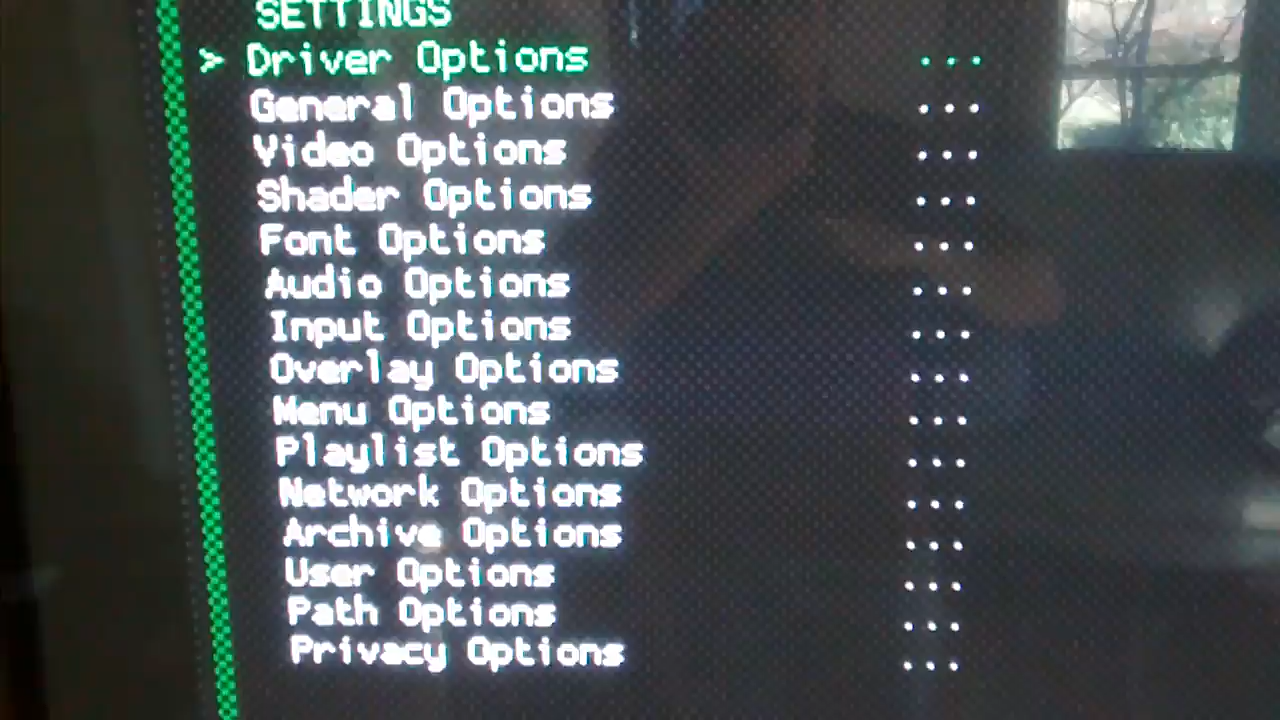 SETTINGS
> Driver Options ...
General Options ...
Video Options ...
Shader Options ...
Font Options ...
Audio Options ...
Input Options ...
Overlay Options ...
Menu Options ...
Playlist Options ...
Network Options ...
Archive Options ...
User Options ...
Path Options ...
Privacy Options ...